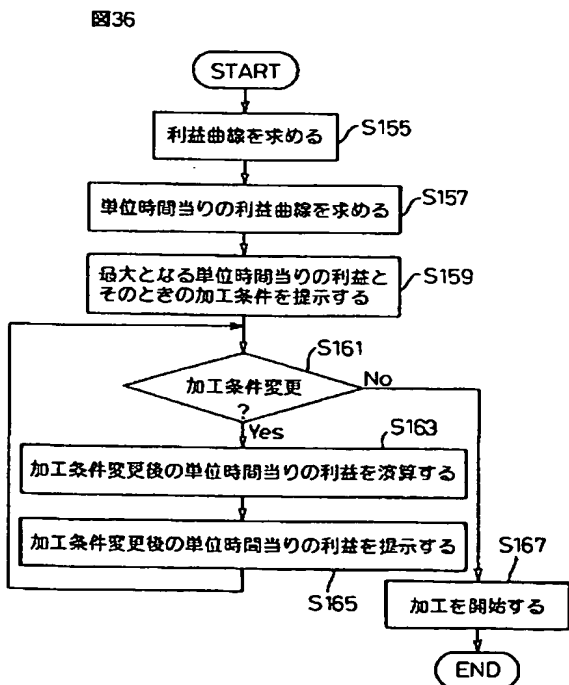 図36
START
利益曲線を求める
S155
単位時間当りの利益曲線を求める
S157
最大となる単位時間当りの利益と
そのときの加工条件を提示する
S159
S161
加工条件変更
?
No
Yes
S163
加工条件変更後の単位時間当りの利益を演算する
加工条件変更後の単位時間当りの利益を提示する
S165
S167
加工を開始する
END